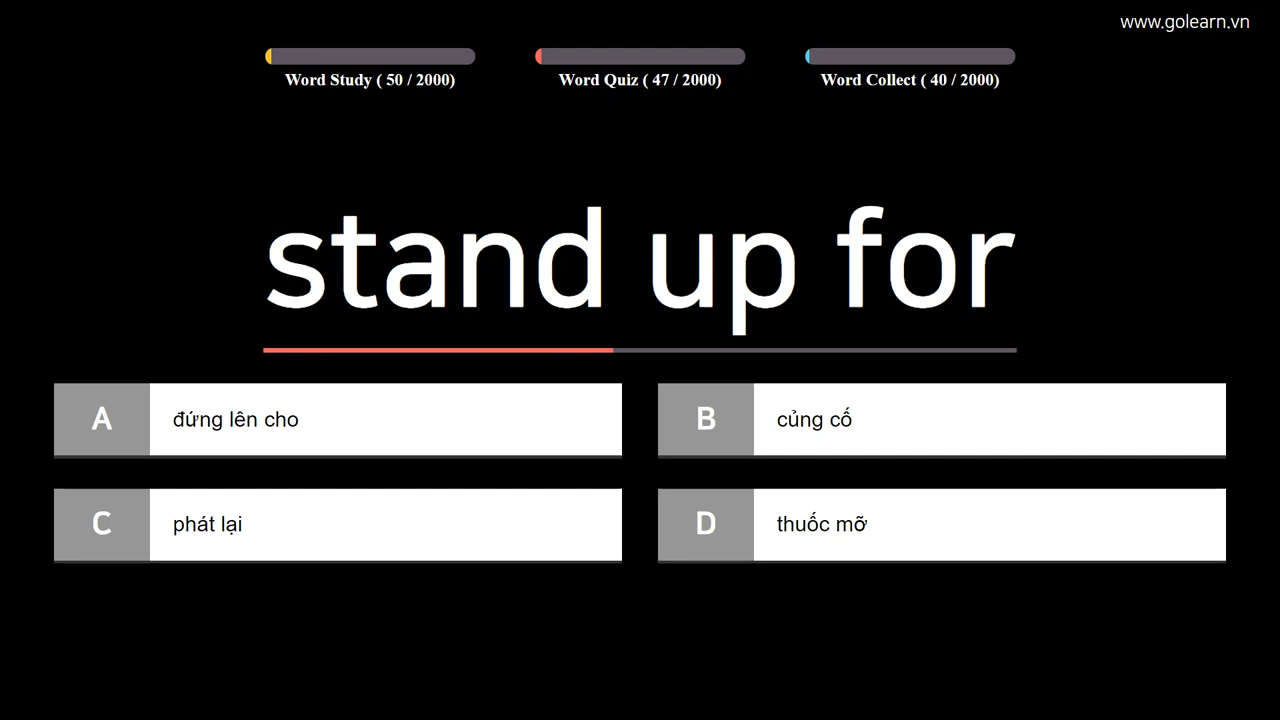 www.golearn.vn
Word Study ( 50 / 2000)
Word Quiz ( 47 / 2000)
Word Collect ( 40 / 2000)
stand up for
A đứng lên cho
B củng cố
C phát lại
D thuốc mỡ